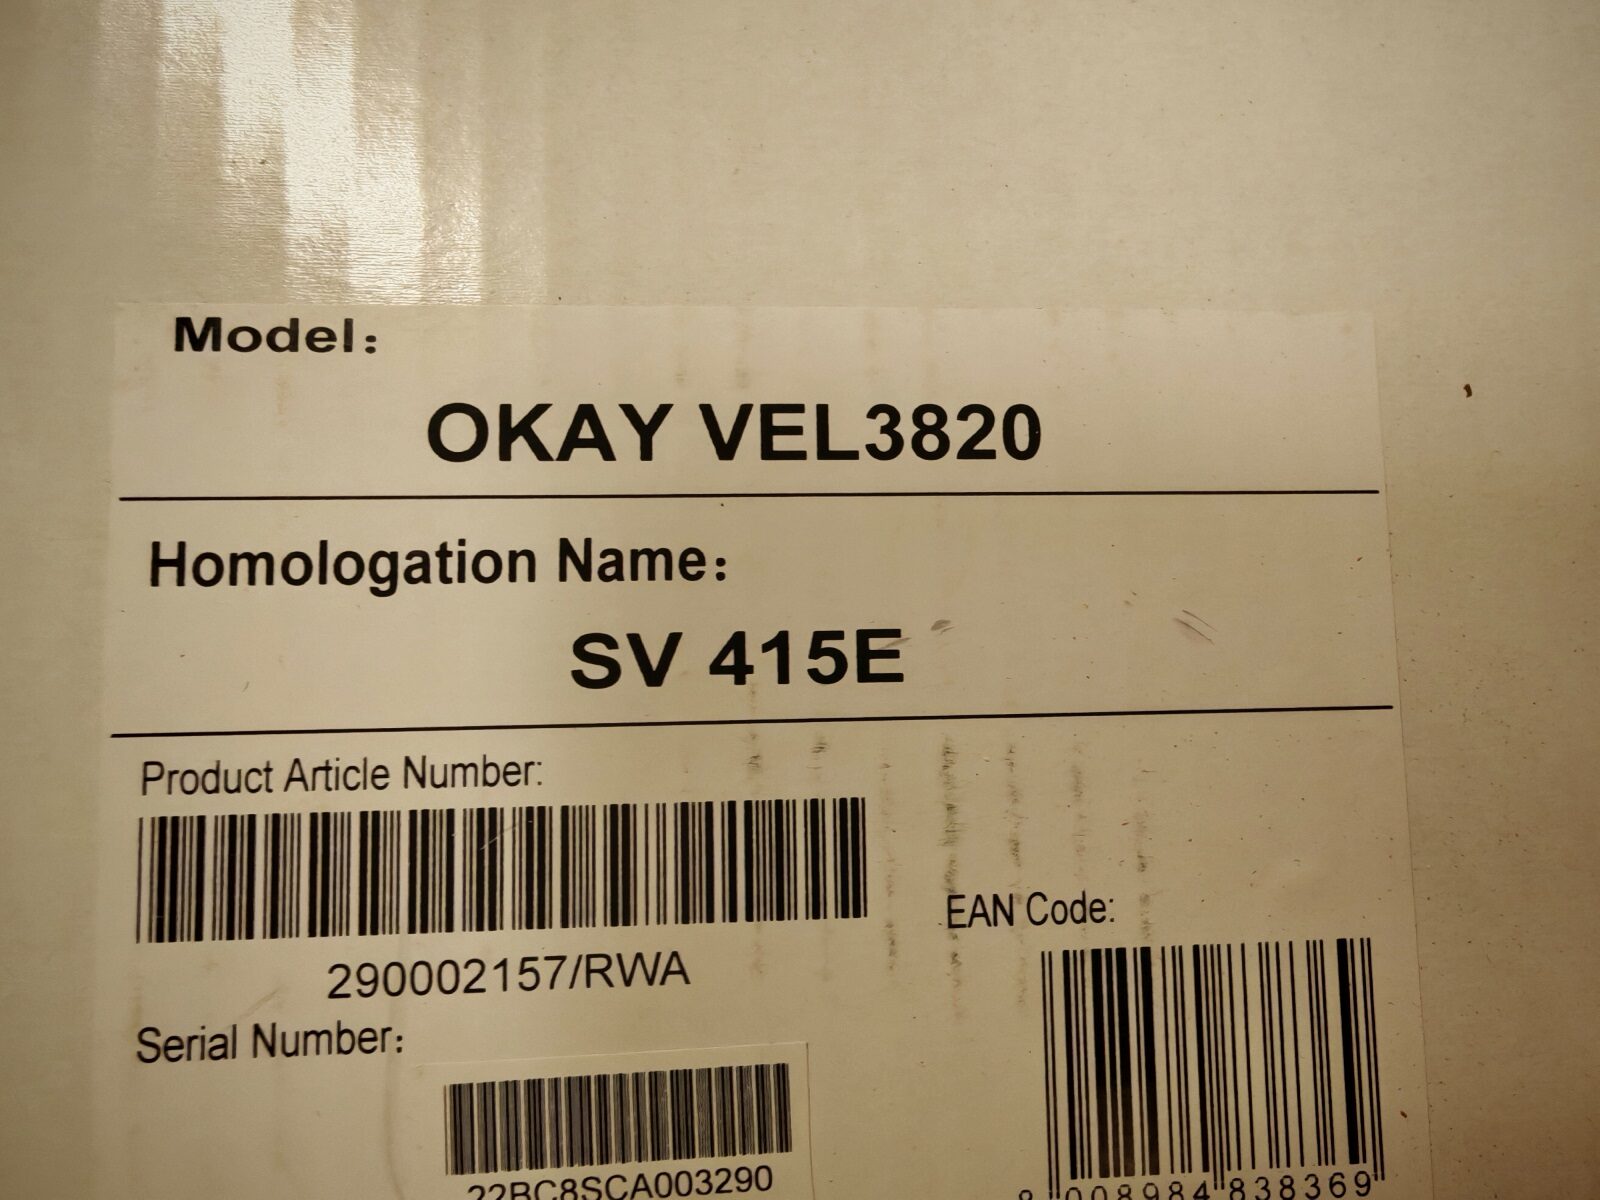 Model:
OKAY VEL3820
Homologation Name:
SV 415E
Product Article Number:
290002157/RWA
EAN Code:
Serial Number:
22BC8SCA003290
008984 838369